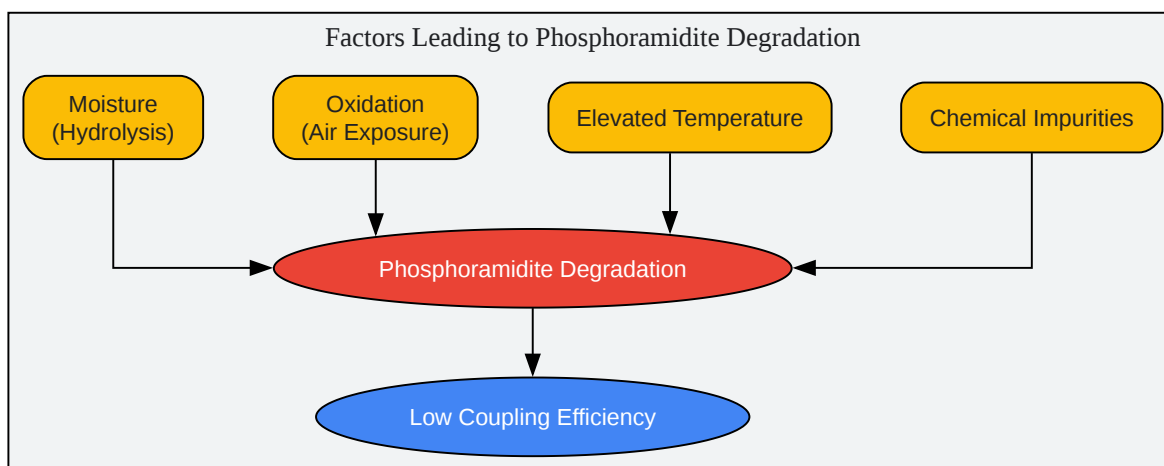 Factors Leading to Phosphoramidite Degradation
Moisture
(Hydrolysis)
Oxidation
(Air Exposure)
Elevated Temperature
Chemical Impurities
Phosphoramidite Degradation
Low Coupling Efficiency